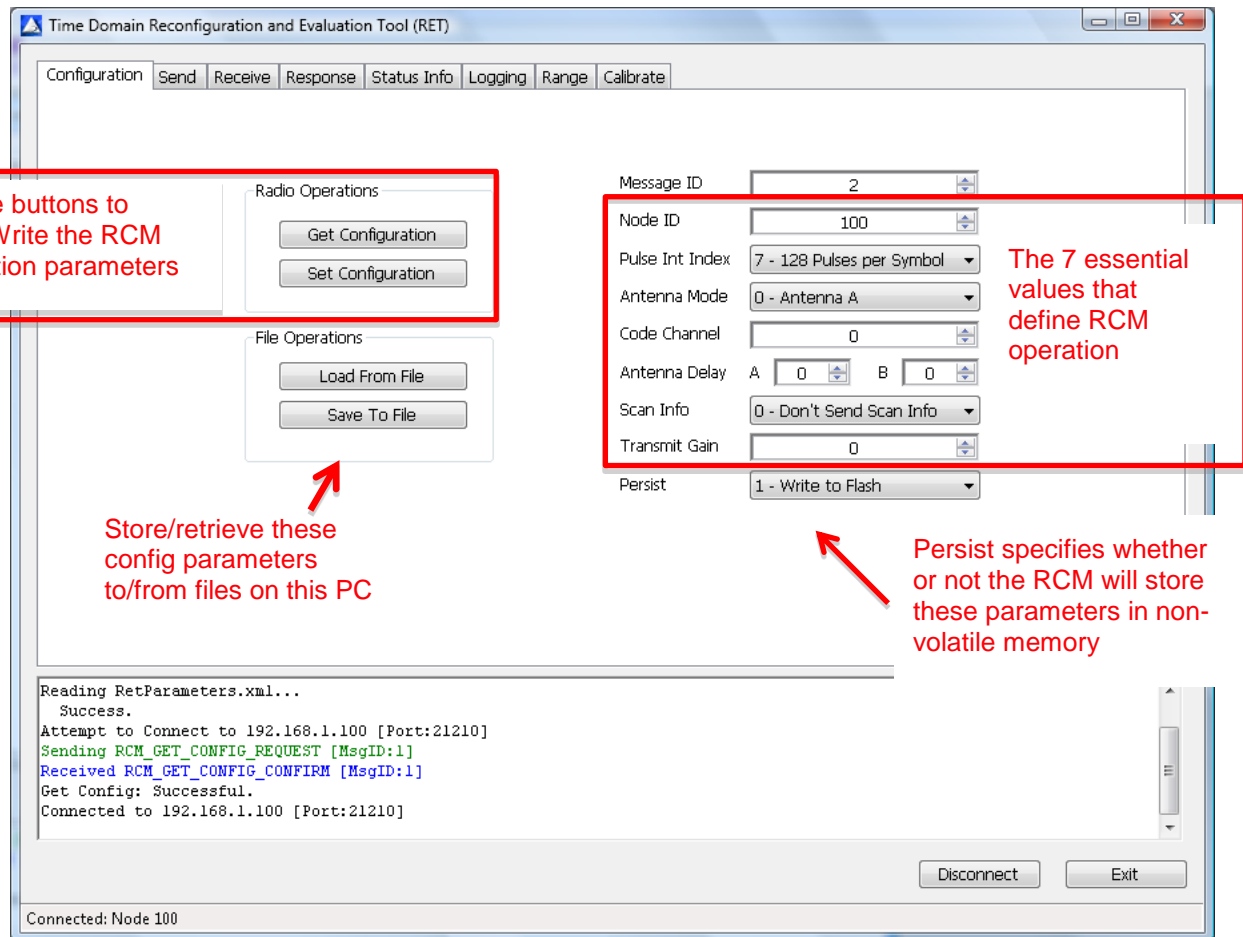 Time Domain Reconfiguration and Evaluation Tool (RET)
Configuration Send Receive Response Status Info Logging Range Calibrate
e buttons to
Write the RCM
tion parameters
Radio Operations
Get Configuration
Set Configuration
File Operations
Load From File
Save To File
Store/retrieve these
config parameters
to/from files on this PC
Message ID 2
Node ID 100
Pulse Int Index 7 - 128 Pulses per Symbol
Antenna Mode 0 - Antenna A
Code Channel 0
Antenna Delay A 0 B 0
Scan Info 0 - Don't Send Scan Info
Transmit Gain 0
Persist 1 - Write to Flash
The 7 essential
values that
define RCM
operation
Persist specifies whether
or not the RCM will store
these parameters in non-
volatile memory
Reading RetParameters.xml...
Success.
Attempt to Connect to 192.168.1.100 [Port:21210]
Sending RCM_GET_CONFIG_REQUEST [MsgID:1]
Received RCM_GET_CONFIG_CONFIRM [MsgID:1]
Get Config: Successful.
Connected to 192.168.1.100 [Port:21210]
Disconnect Exit
Connected: Node 100